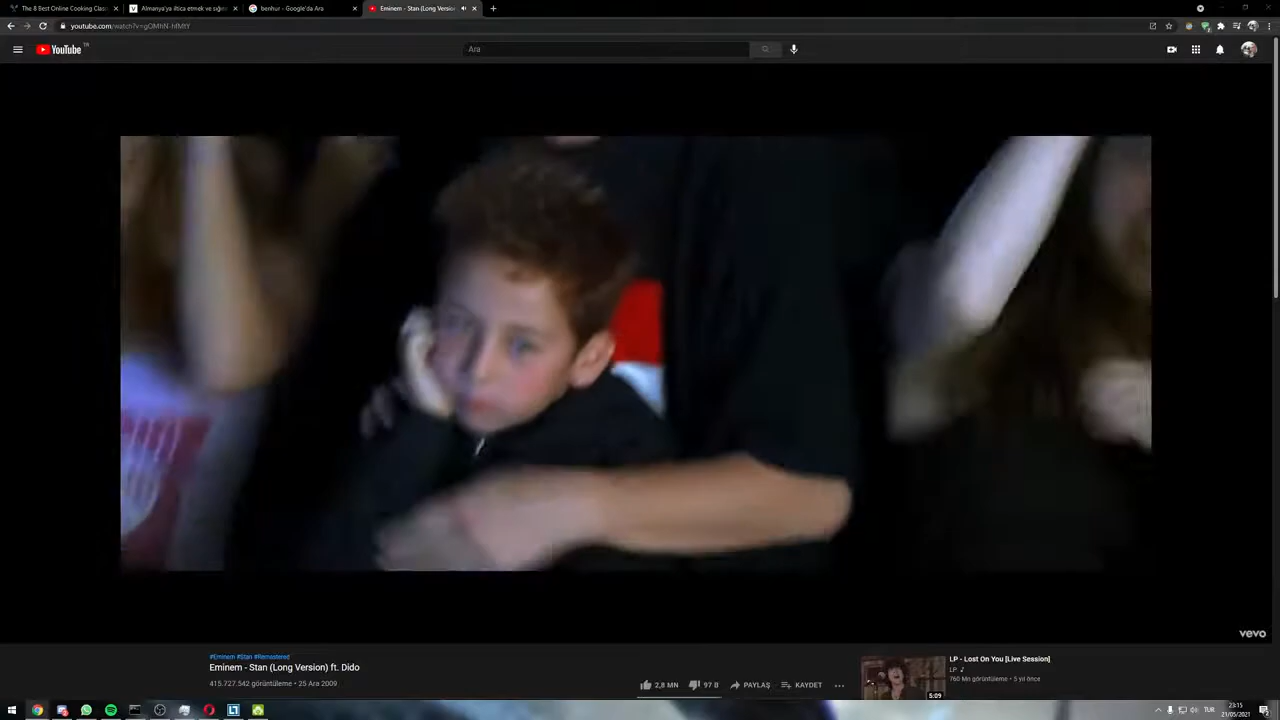 The 8 Best Online Cooking Class
Almanya'ya iltica etmek ve sığın
benhur - Google'da Ara
Eminem - Stan (Long Versio
youtube.com/watch?v=gOMhN-hfMtY
YouTube TR
Ara
vevo
#Eminem #Stan #Remastered
Eminem - Stan (Long Version) ft. Dido
415.727.542 görüntüleme • 25 Ara 2009
2,8 MN
97 B
PAYLAŞ
KAYDET
LP - Lost On You [Live Session]
LP
760 Mn görüntüleme • 5 yıl önce
5:09
TUR
23:15
21/05/2021